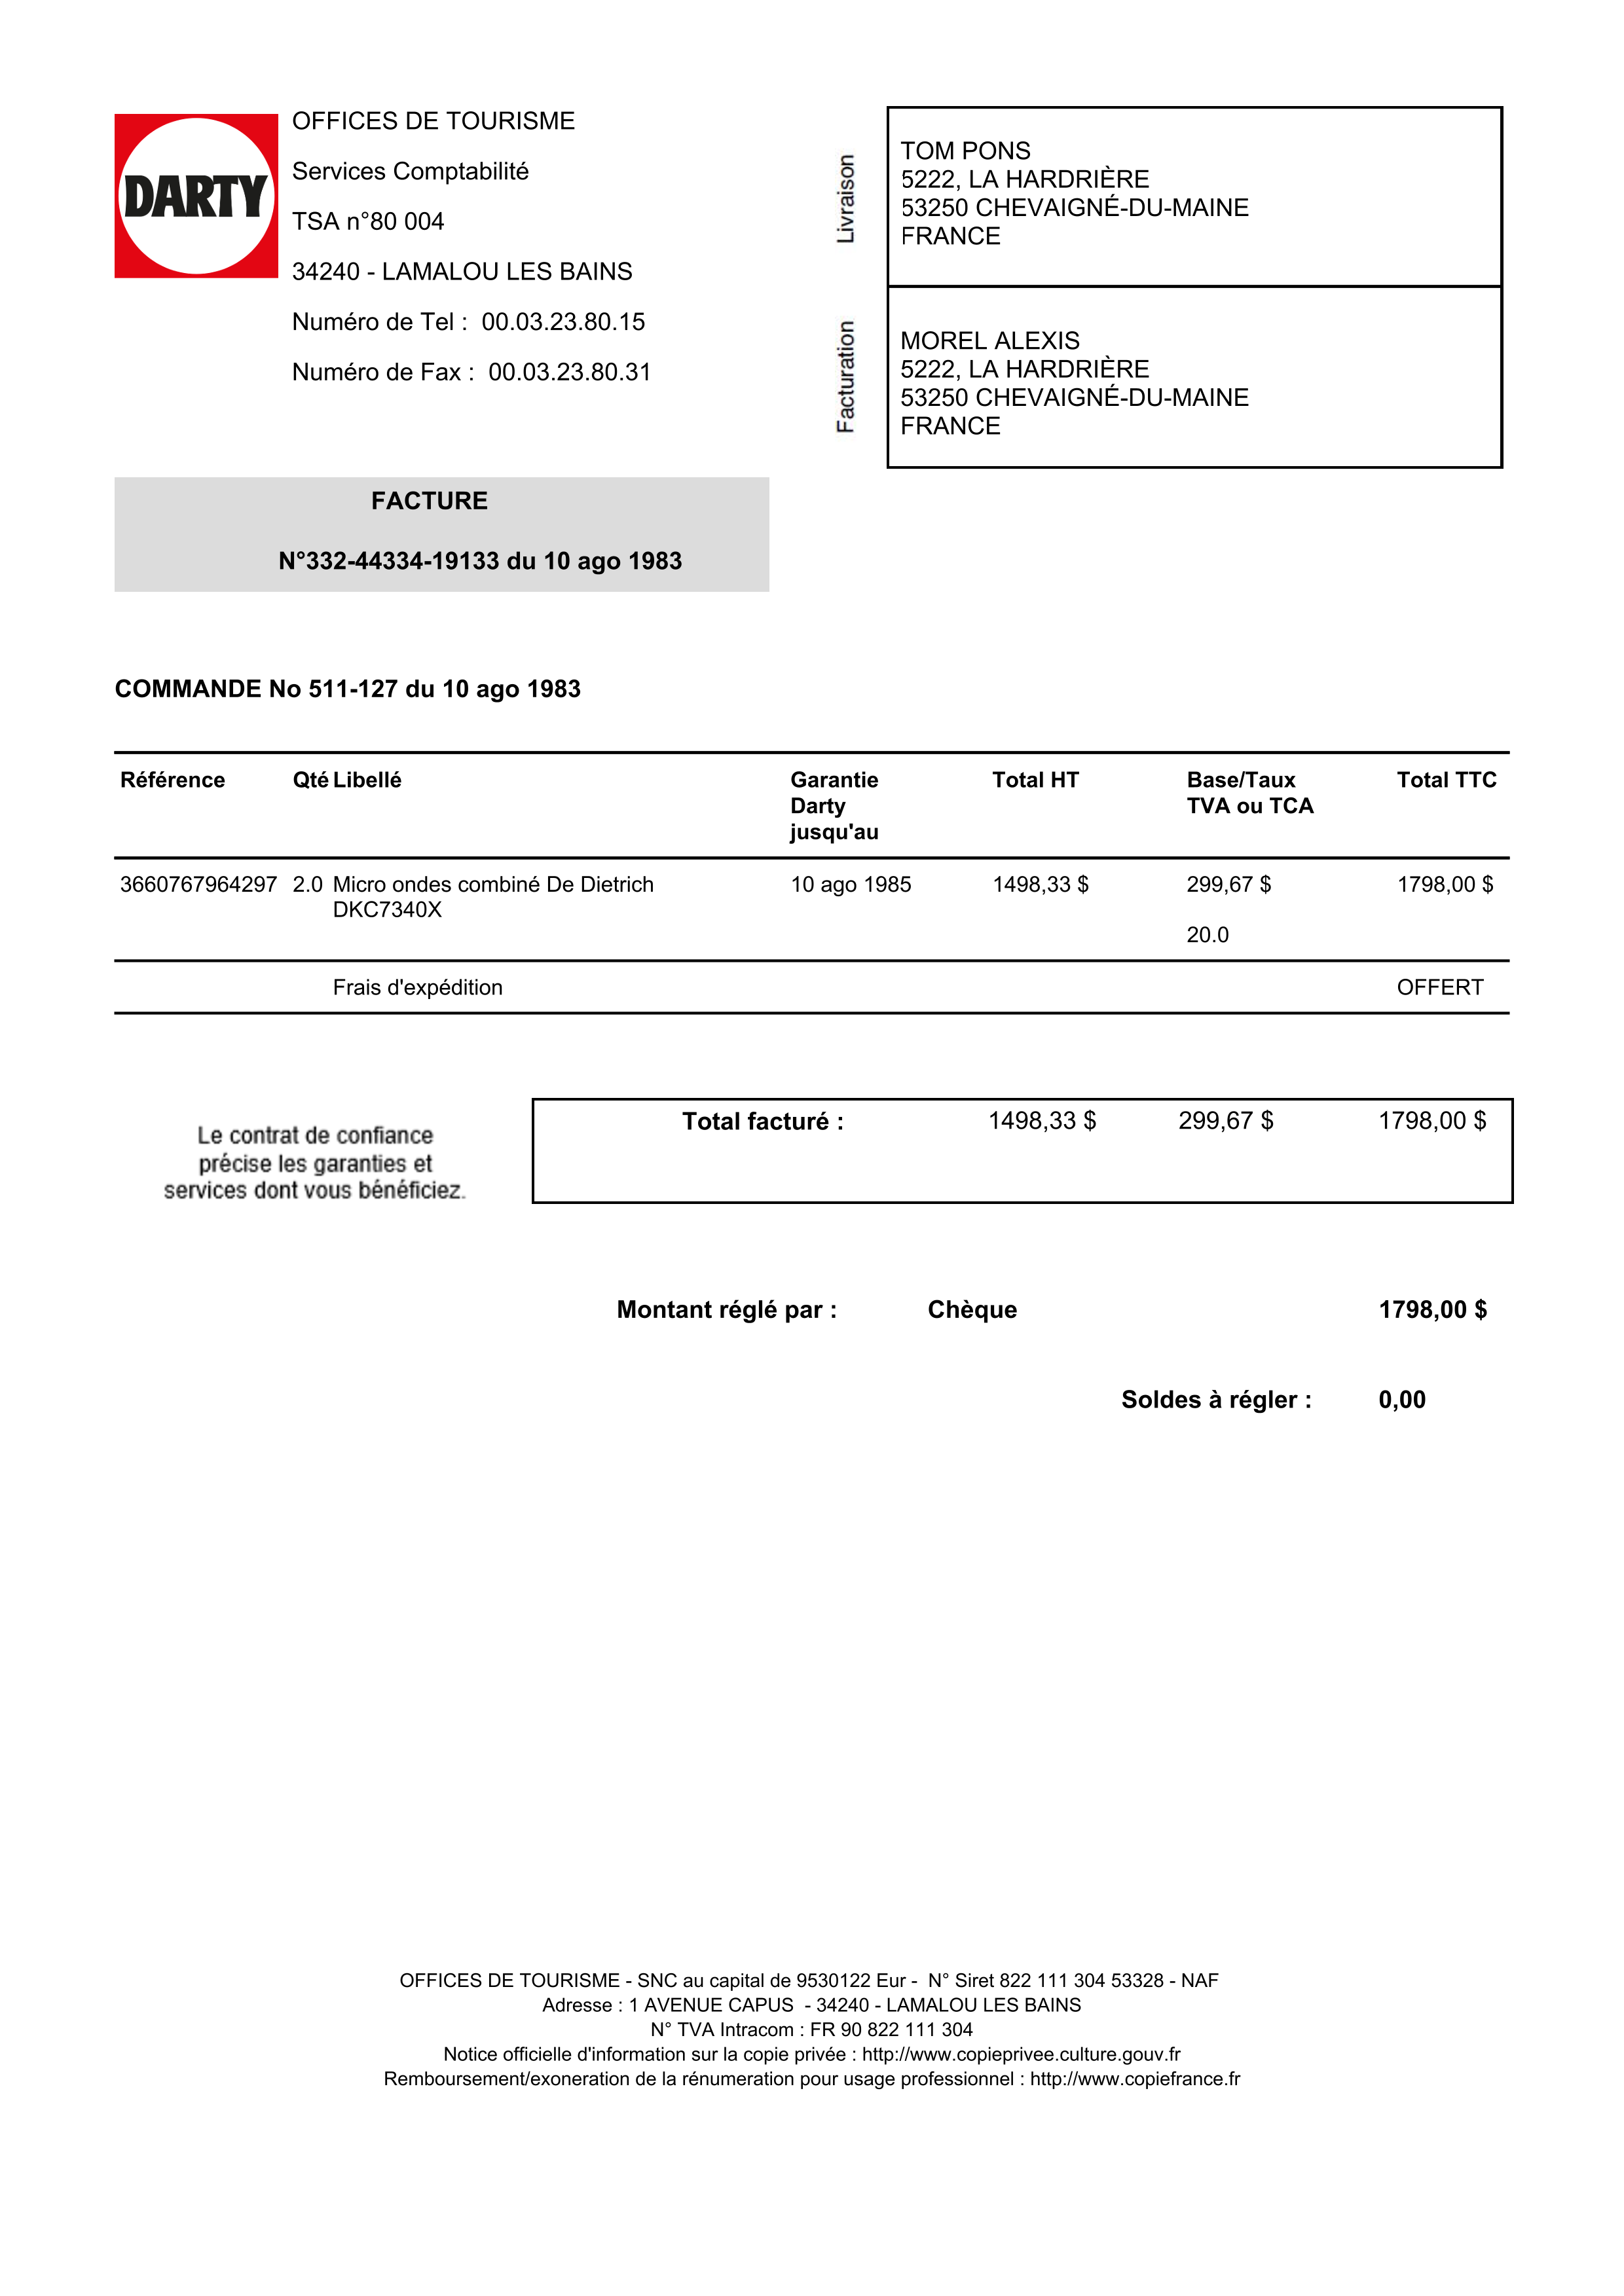 DARTY
OFFICES DE TOURISME
Services Comptabilité
TSA n°80 004
34240 - LAMALOU LES BAINS
Numéro de Tel : 00.03.23.80.15
Numéro de Fax : 00.03.23.80.31
Livraison
TOM PONS
5222, LA HARDRIÈRE
53250 CHEVAIGNÉ-DU-MAINE
FRANCE
Facturation
MOREL ALEXIS
5222, LA HARDRIÈRE
53250 CHEVAIGNÉ-DU-MAINE
FRANCE
FACTURE
N°332-44334-19133 du 10 ago 1983
COMMANDE No 511-127 du 10 ago 1983
Référence Qté Libellé Garantie Total HT Base/Taux Total TTC
Darty TVA ou TCA
jusqu'au
3660767964297 2.0 Micro ondes combiné De Dietrich 10 ago 1985 1498,33 $ 299,67 $ 1798,00 $
DKC7340X
20.0
Frais d'expédition OFFERT
Le contrat de confiance
précise les garanties et
services dont vous bénéficiez.
Total facturé : 1498,33 $ 299,67 $ 1798,00 $
Montant réglé par : Chèque 1798,00 $
Soldes à régler : 0,00
OFFICES DE TOURISME - SNC au capital de 9530122 Eur - N° Siret 822 111 304 53328 - NAF
Adresse : 1 AVENUE CAPUS - 34240 - LAMALOU LES BAINS
N° TVA Intracom : FR 90 822 111 304
Notice officielle d'information sur la copie privée : http://www.copieprivee.culture.gouv.fr
Remboursement/exoneration de la rénumeration pour usage professionnel : http://www.copiefrance.fr